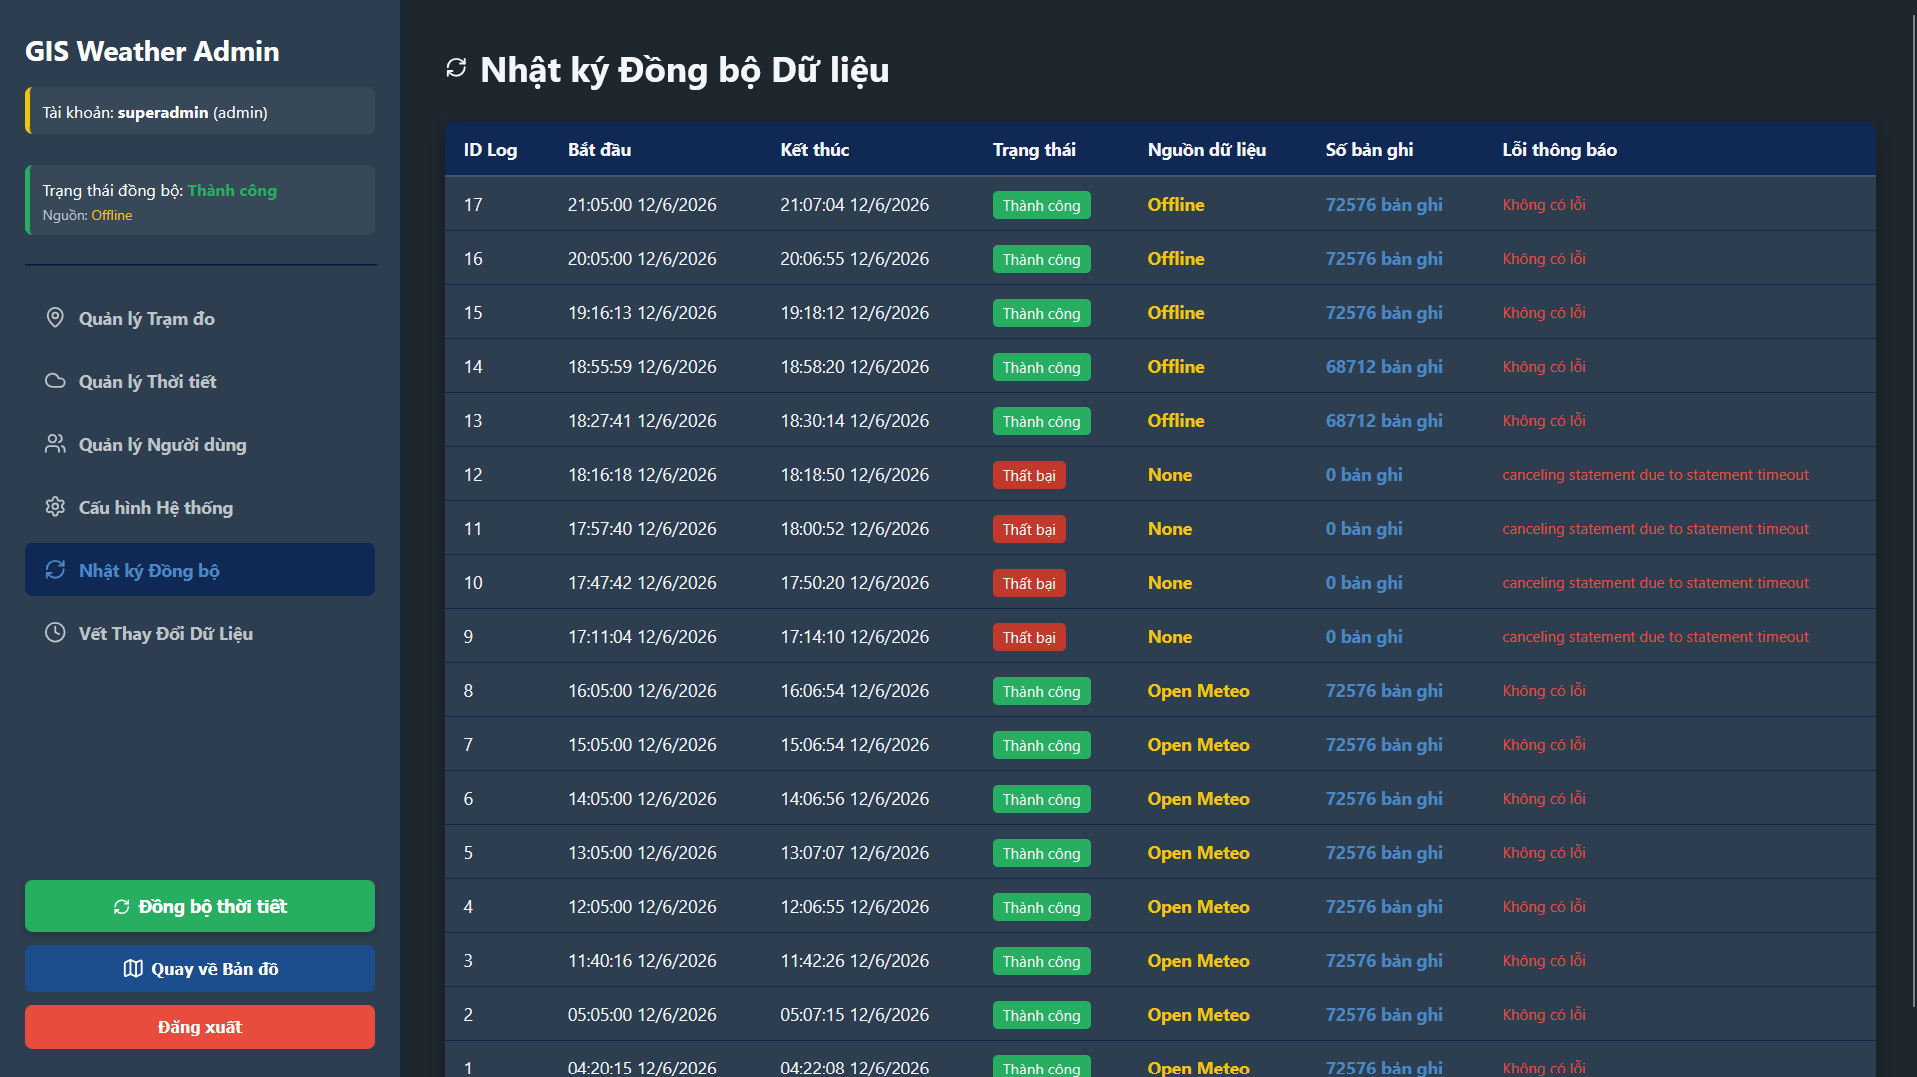 GIS Weather Admin
Tài khoản: superadmin (admin)
Trạng thái đồng bộ: Thành công
Nguồn: Offline
Quản lý Trạm đo
Quản lý Thời tiết
Quản lý Người dùng
Cấu hình Hệ thống
Nhật ký Đồng bộ
Vết Thay Đổi Dữ Liệu
Đồng bộ thời tiết
Quay về Bản đồ
Đăng xuất
Nhật ký Đồng bộ Dữ liệu
ID Log Bắt đầu Kết thúc Trạng thái Nguồn dữ liệu Số bản ghi Lỗi thông báo
17 21:05:00 12/6/2026 21:07:04 12/6/2026 Thành công Offline 72576 bản ghi Không có lỗi
16 20:05:00 12/6/2026 20:06:55 12/6/2026 Thành công Offline 72576 bản ghi Không có lỗi
15 19:16:13 12/6/2026 19:18:12 12/6/2026 Thành công Offline 72576 bản ghi Không có lỗi
14 18:55:59 12/6/2026 18:58:20 12/6/2026 Thành công Offline 68712 bản ghi Không có lỗi
13 18:27:41 12/6/2026 18:30:14 12/6/2026 Thành công Offline 68712 bản ghi Không có lỗi
12 18:16:18 12/6/2026 18:18:50 12/6/2026 Thất bại None 0 bản ghi canceling statement due to statement timeout
11 17:57:40 12/6/2026 18:00:52 12/6/2026 Thất bại None 0 bản ghi canceling statement due to statement timeout
10 17:47:42 12/6/2026 17:50:20 12/6/2026 Thất bại None 0 bản ghi canceling statement due to statement timeout
9 17:11:04 12/6/2026 17:14:10 12/6/2026 Thất bại None 0 bản ghi canceling statement due to statement timeout
8 16:05:00 12/6/2026 16:06:54 12/6/2026 Thành công Open Meteo 72576 bản ghi Không có lỗi
7 15:05:00 12/6/2026 15:06:54 12/6/2026 Thành công Open Meteo 72576 bản ghi Không có lỗi
6 14:05:00 12/6/2026 14:06:56 12/6/2026 Thành công Open Meteo 72576 bản ghi Không có lỗi
5 13:05:00 12/6/2026 13:07:07 12/6/2026 Thành công Open Meteo 72576 bản ghi Không có lỗi
4 12:05:00 12/6/2026 12:06:55 12/6/2026 Thành công Open Meteo 72576 bản ghi Không có lỗi
3 11:40:16 12/6/2026 11:42:26 12/6/2026 Thành công Open Meteo 72576 bản ghi Không có lỗi
2 05:05:00 12/6/2026 05:07:15 12/6/2026 Thành công Open Meteo 72576 bản ghi Không có lỗi
1 04:20:15 12/6/2026 04:22:08 12/6/2026 Thành công Open Meteo 72576 bản ghi Không có lỗi